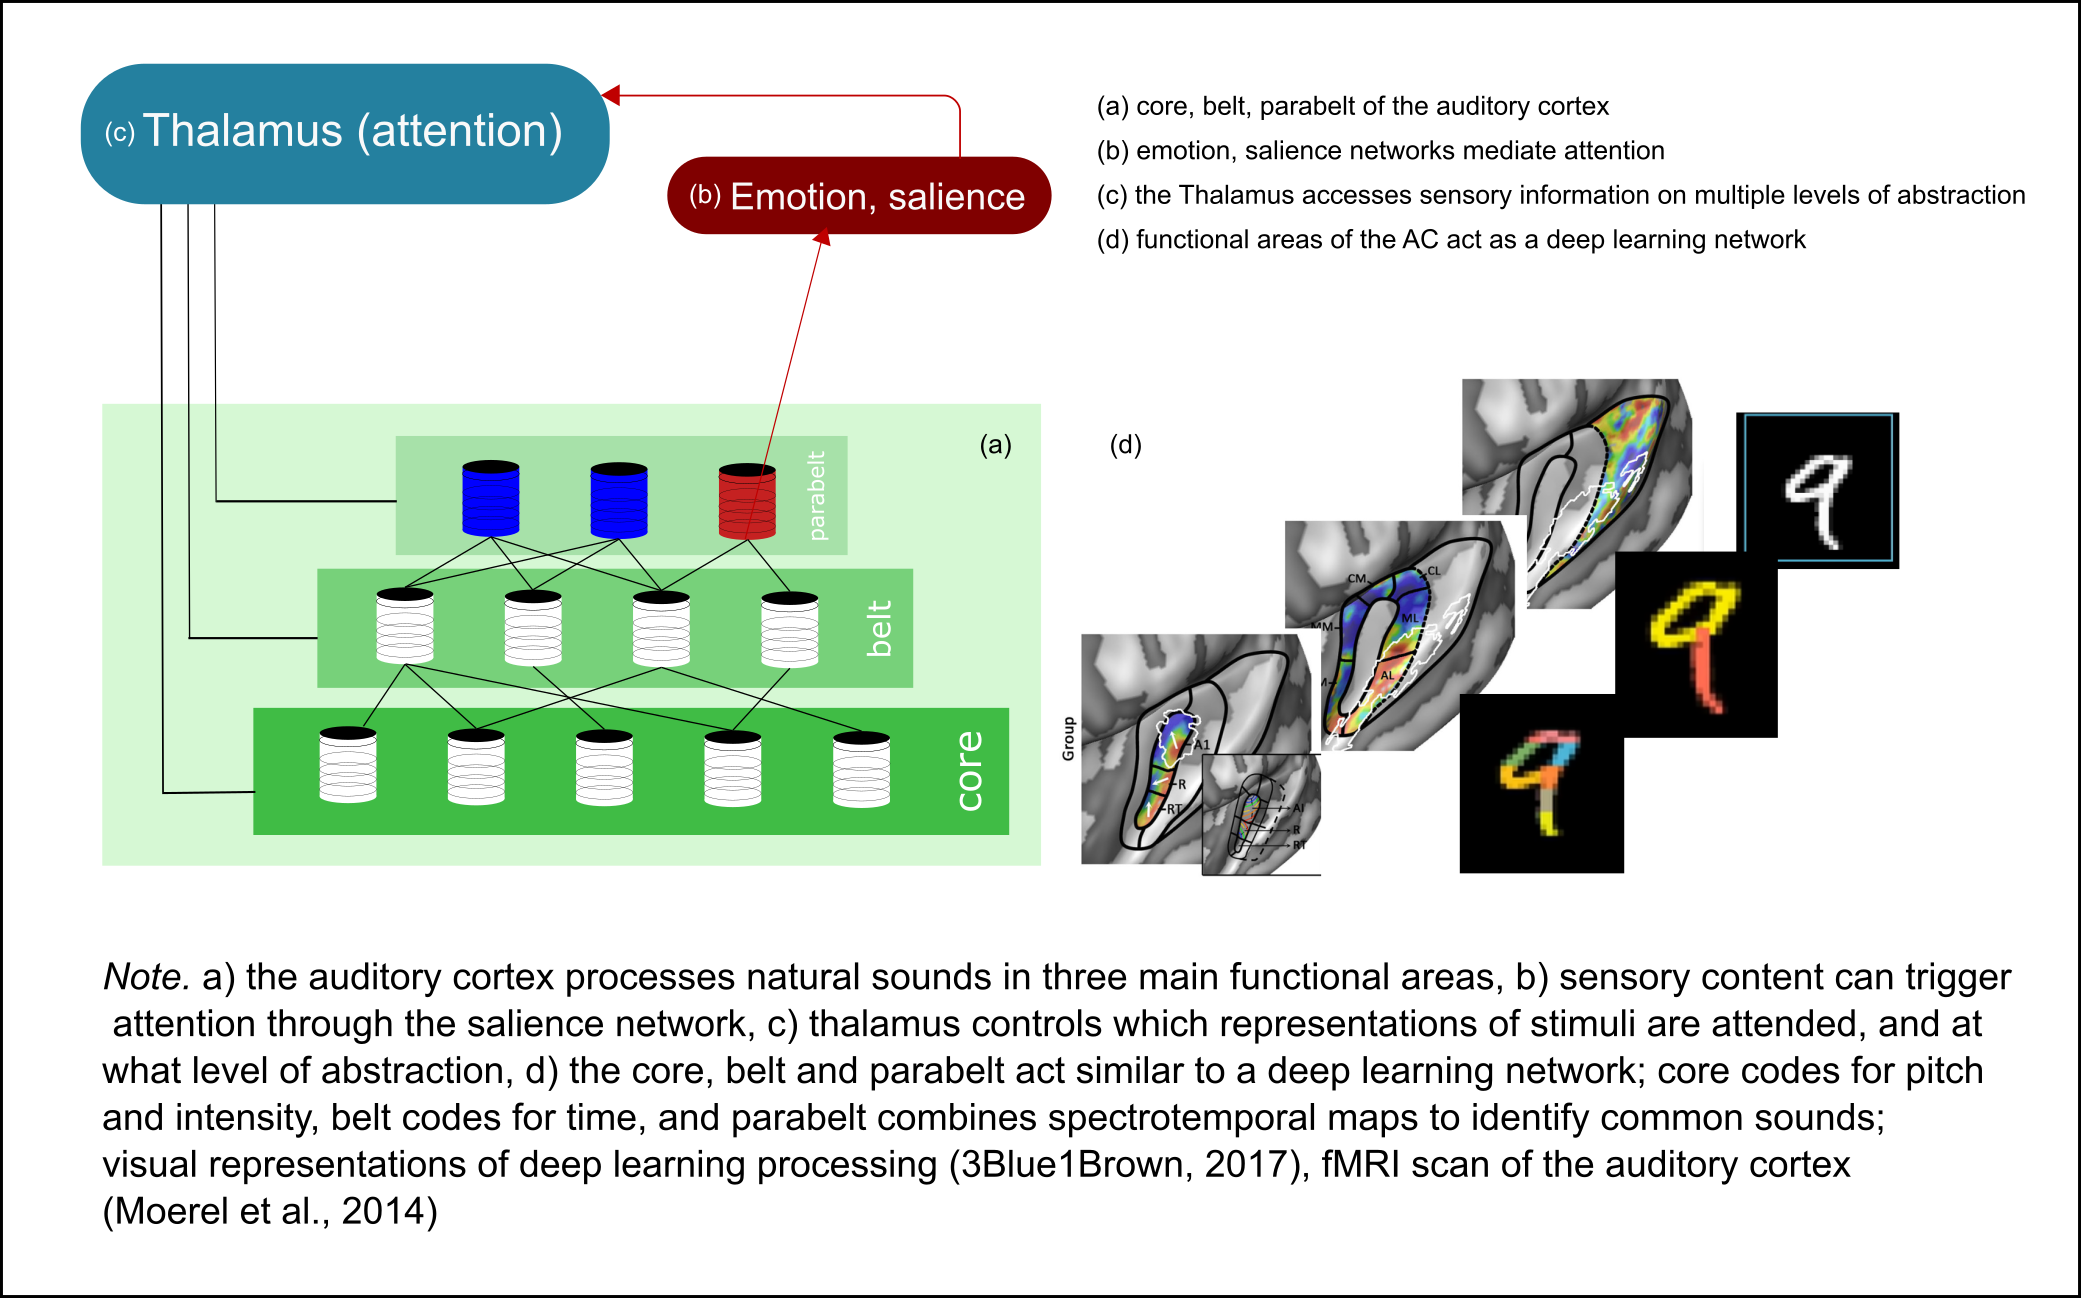 (c) Thalamus (attention)
(b) Emotion, salience
(a) core, belt, parabelt of the auditory cortex
(b) emotion, salience networks mediate attention
(c) the Thalamus accesses sensory information on multiple levels of abstraction
(d) functional areas of the AC act as a deep learning network
(a)
parabelt
belt
core
(d)
CM
CL
MM
ML
AL
M
Group
A1
R
RT
AI
R
RT
Note. a) the auditory cortex processes natural sounds in three main functional areas, b) sensory content can trigger
attention through the salience network, c) thalamus controls which representations of stimuli are attended, and at
what level of abstraction, d) the core, belt and parabelt act similar to a deep learning network; core codes for pitch
and intensity, belt codes for time, and parabelt combines spectrotemporal maps to identify common sounds;
visual representations of deep learning processing (3Blue1Brown, 2017), fMRI scan of the auditory cortex
(Moerel et al., 2014)